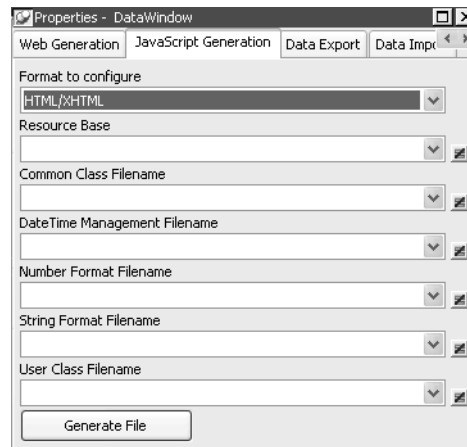 Properties - DataWindow
Web Generation JavaScript Generation Data Export Data Impo
Format to configure
HTML/XHTML
Resource Base
Common Class Filename
DateTime Management Filename
Number Format Filename
String Format Filename
User Class Filename
Generate File